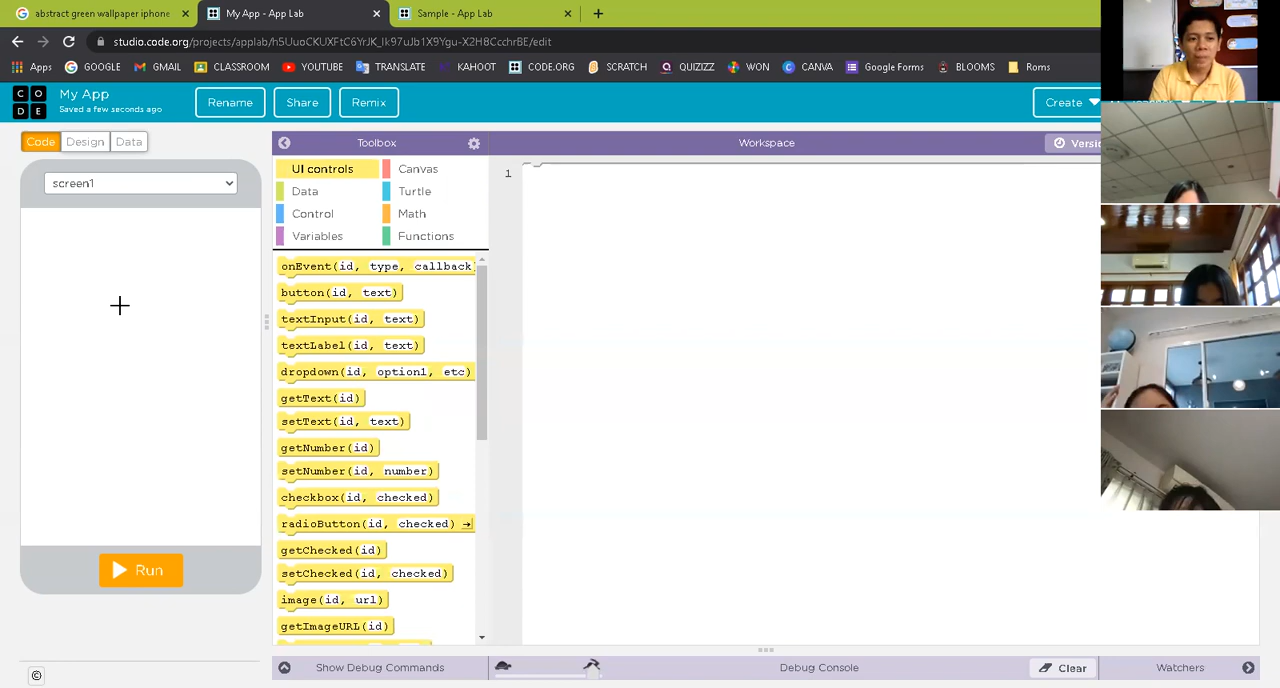 abstract green wallpaper iphone
My App - App Lab
Sample - App Lab
studio.code.org/projects/applab/h5UuoCKUXFtC6YrJK_Ik97uJb1X9Ygu-X2H8CcchrBE/edit
Apps GOOGLE GMAIL CLASSROOM YOUTUBE TRANSLATE KAHOOT CODE.ORG SCRATCH QUIZIZZ WON CANVA Google Forms BLOOMS Roms
CODE
My App
Saved a few seconds ago
Rename Share Remix Create
Code Design Data
Toolbox
Workspace
Versi
screen1
UI controls Canvas
Data Turtle
Control Math
Variables Functions
1
onEvent(id, type, callback
button(id, text)
textInput(id, text)
textLabel(id, text)
dropdown(id, option1, etc)
getText(id)
setText(id, text)
getNumber(id)
setNumber(id, number)
checkbox(id, checked)
radioButton(id, checked)
getChecked(id)
setChecked(id, checked)
image(id, url)
getImageURL(id)
Run
©
Show Debug Commands Debug Console Clear Watchers